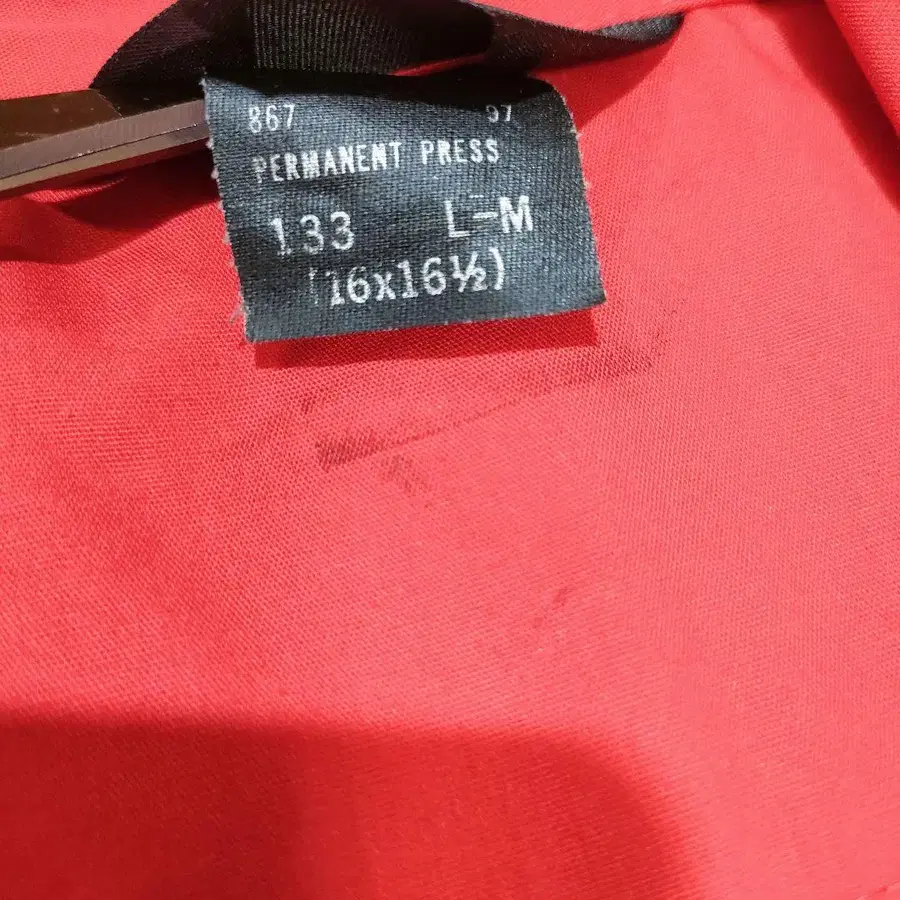 867 97
PERMANENT PRESS
133 L-M
(16x16½)